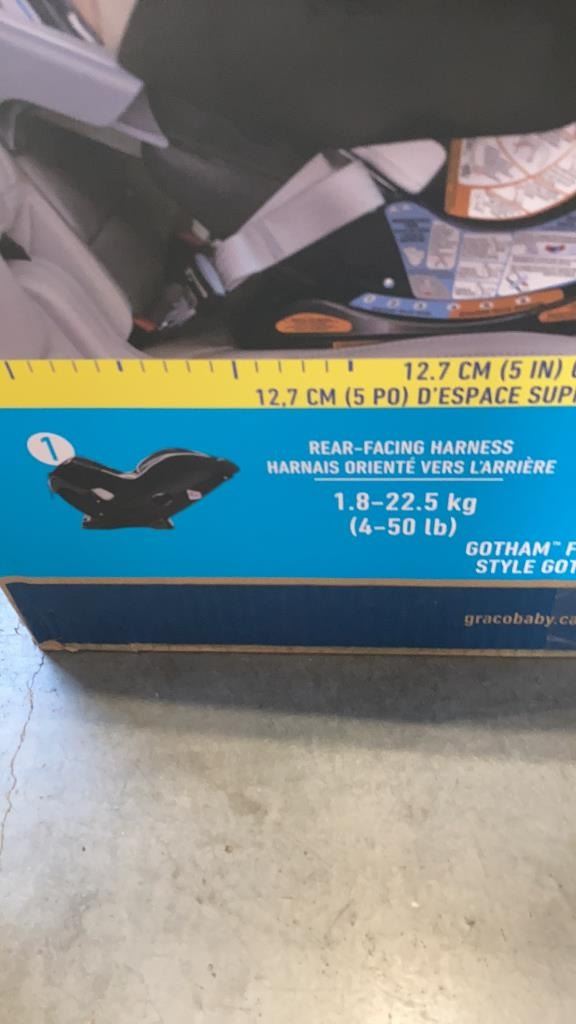 12.7 CM (5 IN)
12,7 CM (5 PO) D'ESPACE
1
REAR-FACING HARNESS
HARNAIS ORIENTÉ VERS L'ARRIÈRE
1.8–22.5 kg
(4–50 lb)
GOTHAM™ F
STYLE GOT
gracobaby.ca